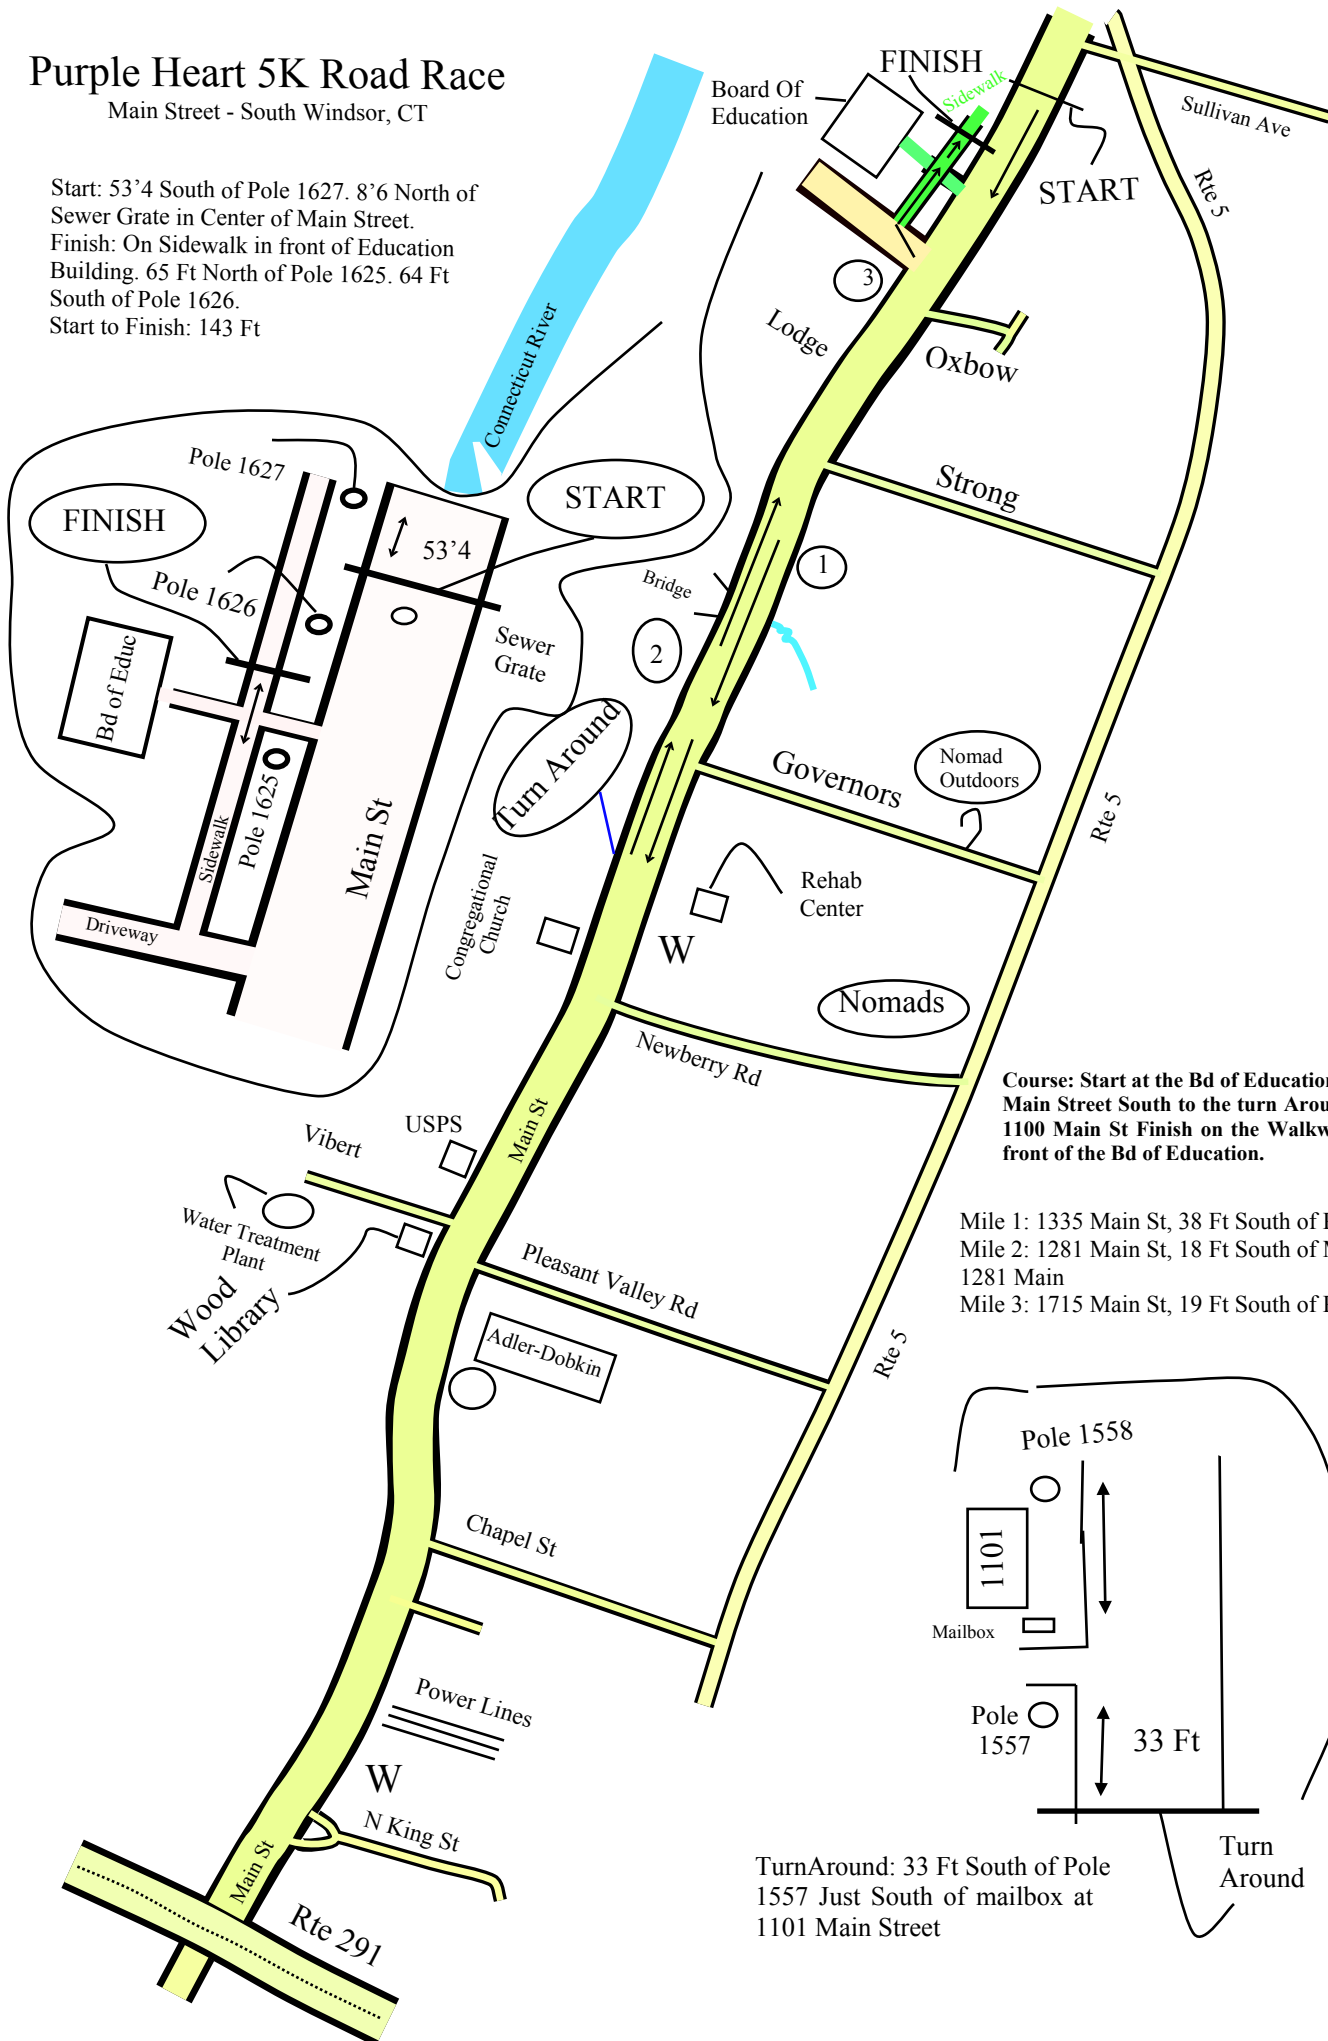 Purple Heart 5K Road Race
Main Street - South Windsor, CT
Start: 53'4 South of Pole 1627. 8'6 North of
Sewer Grate in Center of Main Street.
Finish: On Sidewalk in front of Education
Building. 65 Ft North of Pole 1625. 64 Ft
South of Pole 1626.
Start to Finish: 143 Ft
Connecticut River
Board Of
Education
FINISH
Sidewalk
START
Sullivan Ave
Rte 5
3
Lodge
Oxbow
Strong
1
Bridge
2
Pole 1627
FINISH
START
53'4
Pole 1626
Sewer
Grate
Bd of Educ
Pole 1625
Sidewalk
Main St
Driveway
Turn Around
Governors
Nomad
Outdoors
Rte 5
Congregational
Church
Rehab
Center
W
Nomads
Newberry Rd
Main St
USPS
Vibert
Water Treatment
Plant
Wood
Library
Pleasant Valley Rd
Adler-Dobkin
Rte 5
Chapel St
Power Lines
W
N King St
Main St
Rte 291
Course: Start at the Bd of Education
Main Street South to the turn
1100 Main St Finish on the
front of the Bd of Education.
Mile 1: 1335 Main St, 38 Ft South of
Mile 2: 1281 Main St, 18 Ft South of
1281 Main
Mile 3: 1715 Main St, 19 Ft South of
Pole 1558
1101
Mailbox
Pole
1557
33 Ft
Turn
Around
TurnAround: 33 Ft South of Pole
1557 Just South of mailbox at
1101 Main Street